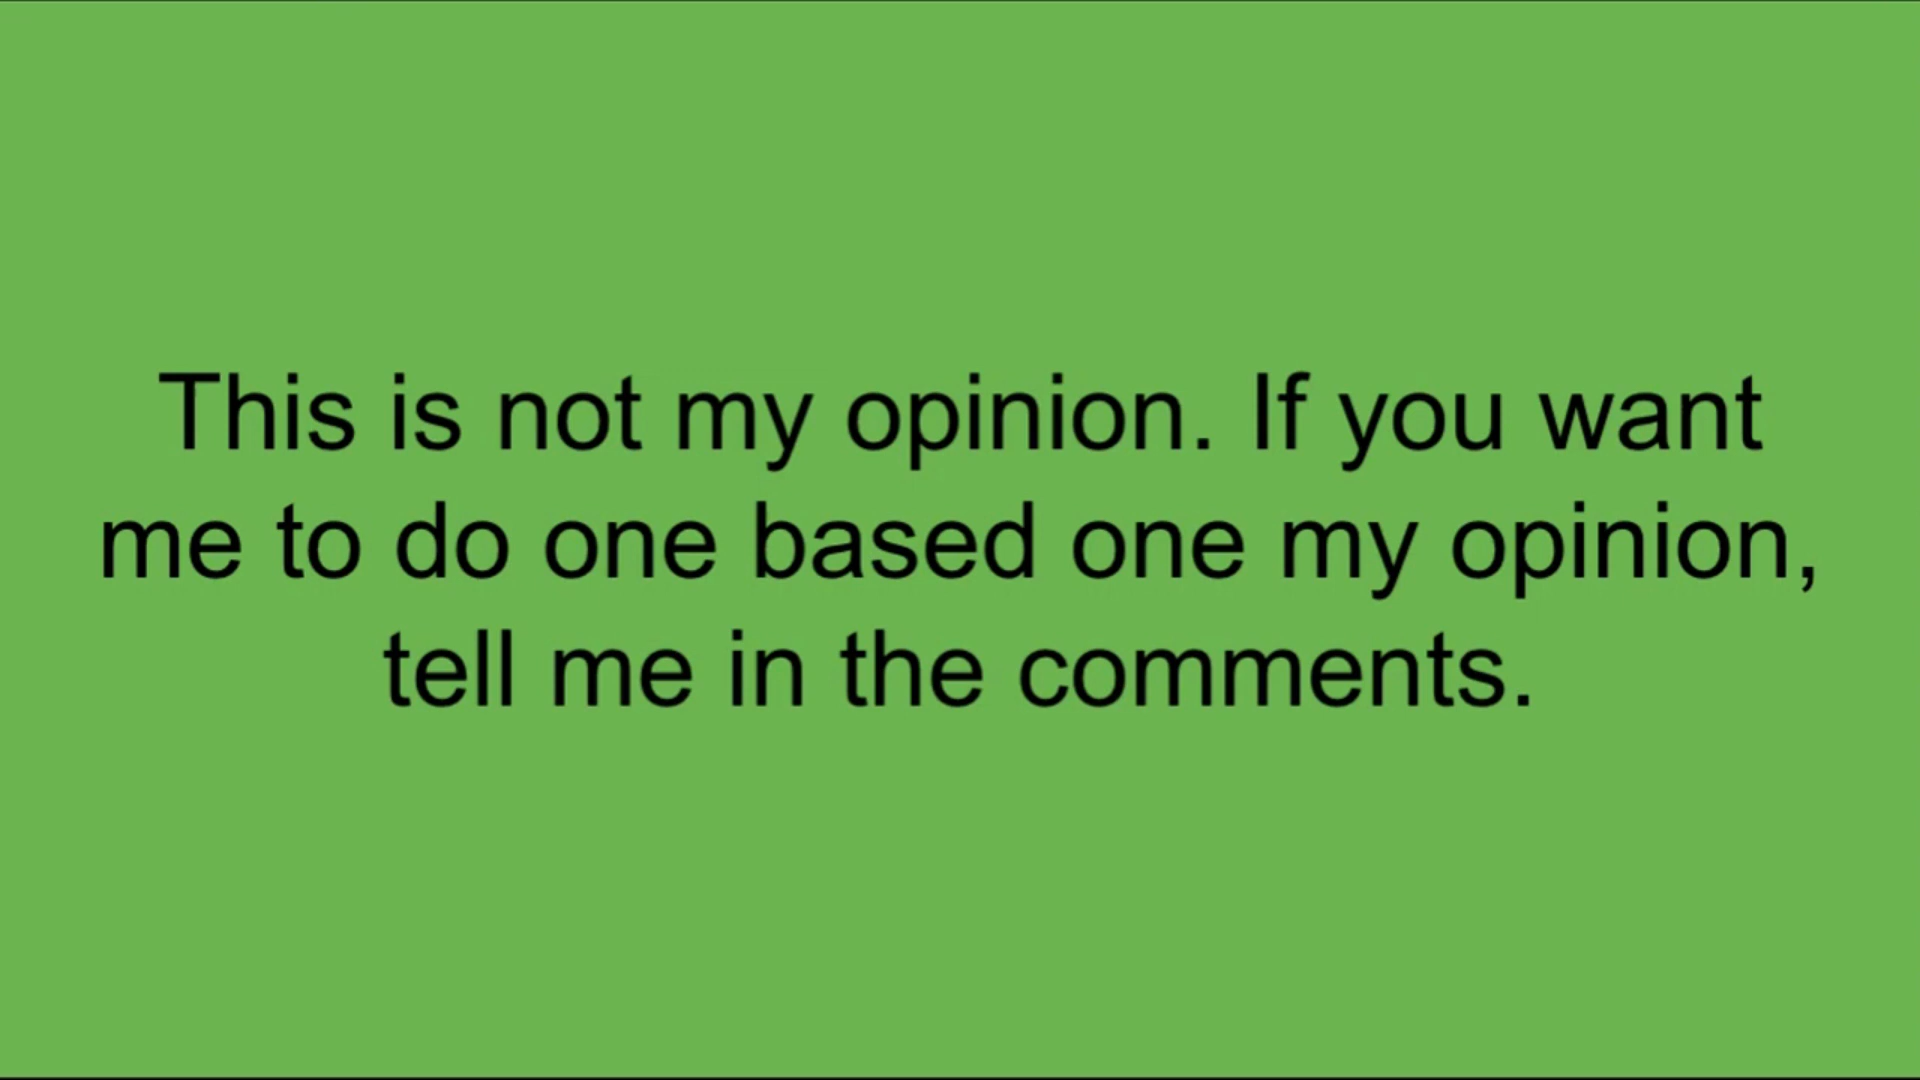 This is not my opinion. If you want
me to do one based one my opinion,
tell me in the comments.